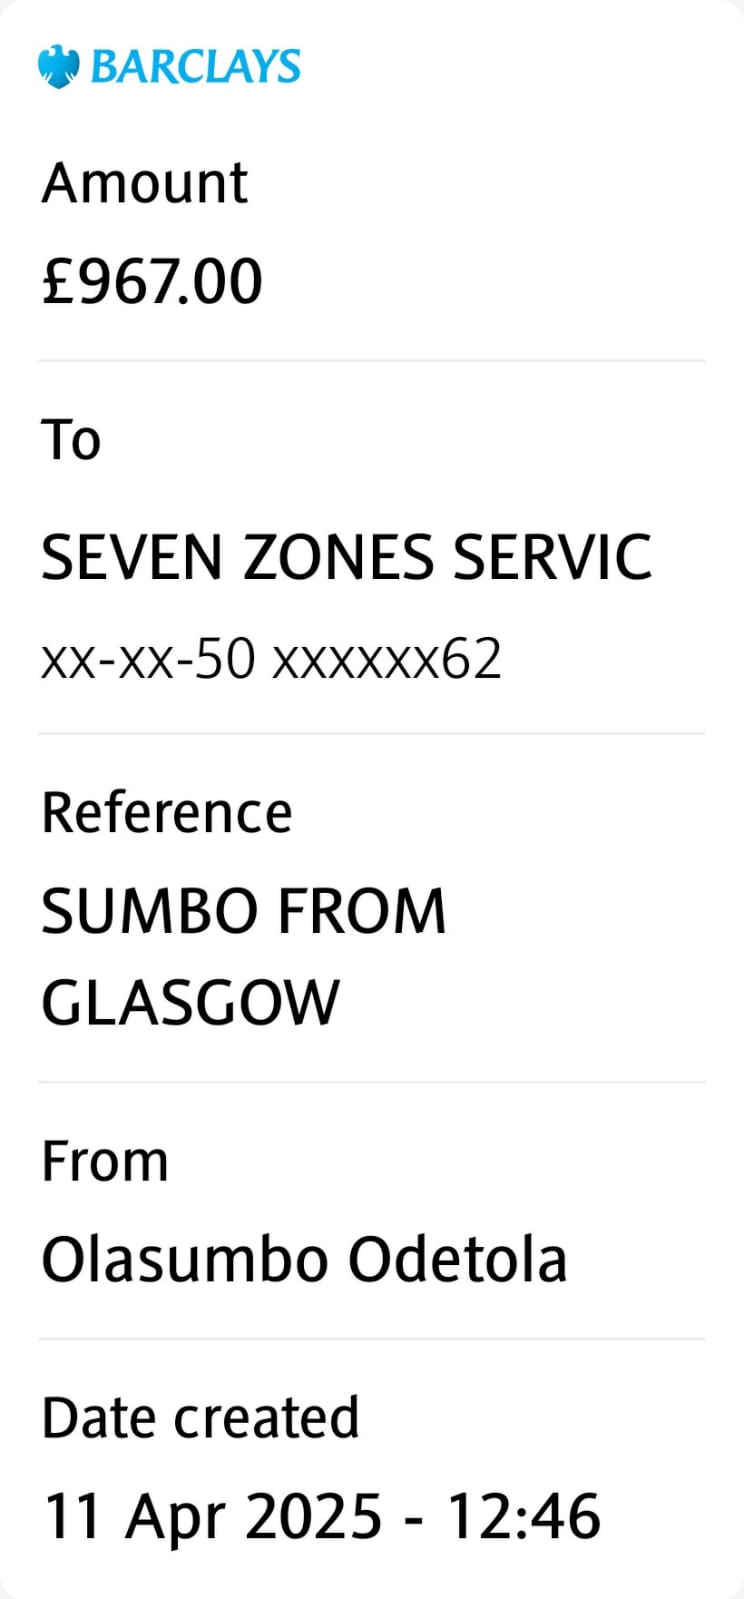 BARCLAYS
Amount
£967.00
To
SEVEN ZONES SERVIC
xx-xx-50 xxxxxx62
Reference
SUMBO FROM
GLASGOW
From
Olasumbo Odetola
Date created
11 Apr 2025 - 12:46